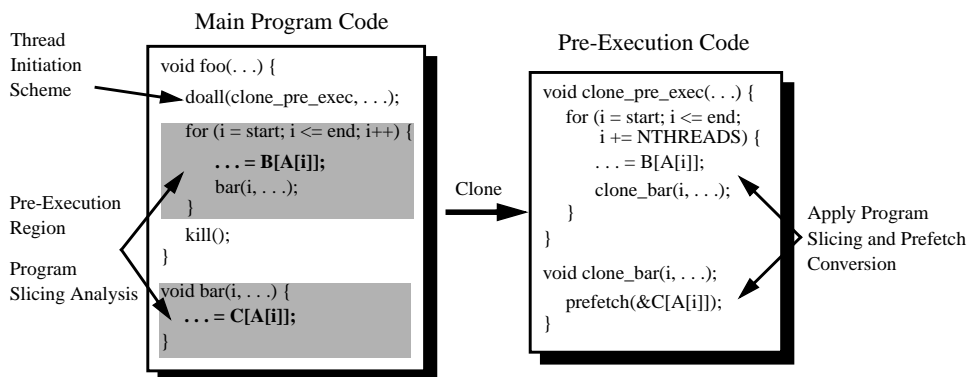 Main Program Code
Thread
Initiation
Scheme
void foo(. . .) {
doall(clone_pre_exec, . . .);
for (i = start; i <= end; i++) {
. . . = B[A[i]];
bar(i, . . .);
}
kill();
}
void bar(i, . . .) {
. . . = C[A[i]];
}
Pre-Execution
Region
Program
Slicing Analysis
Clone
Pre-Execution Code
void clone_pre_exec(. . .) {
for (i = start; i <= end;
i += NTHREADS) {
. . . = B[A[i]];
clone_bar(i, . . .);
}
}
void clone_bar(i, . . .);
prefetch(&C[A[i]]);
}
Apply Program
Slicing and Prefetch
Conversion